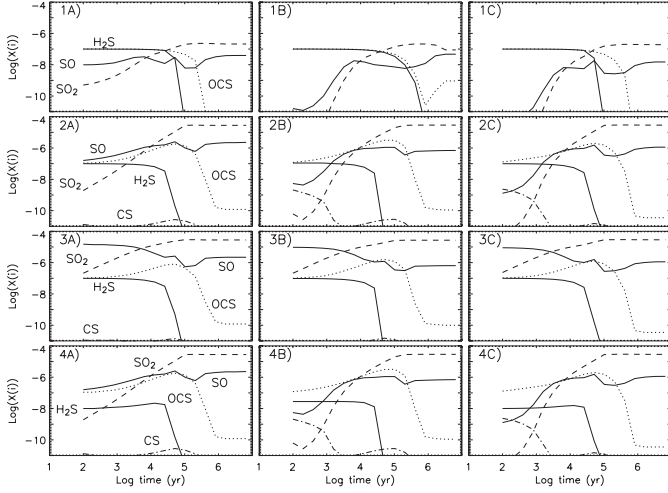 1A) 1B) 1C)
Log(X(i)) −4 −6 −8 −10
H₂S
SO
SO₂
OCS
2A) 2B) 2C)
Log(X(i)) −4 −6 −8 −10
SO
SO₂
H₂S
OCS
CS
3A) 3B) 3C)
Log(X(i)) −4 −6 −8 −10
SO₂
SO
H₂S
OCS
CS
4A) 4B) 4C)
Log(X(i)) −4 −6 −8 −10
SO₂
SO
OCS
H₂S
CS
1 2 3 4 5 6 1 2 3 4 5 6 1 2 3 4 5 6
Log time (yr) Log time (yr) Log time (yr)